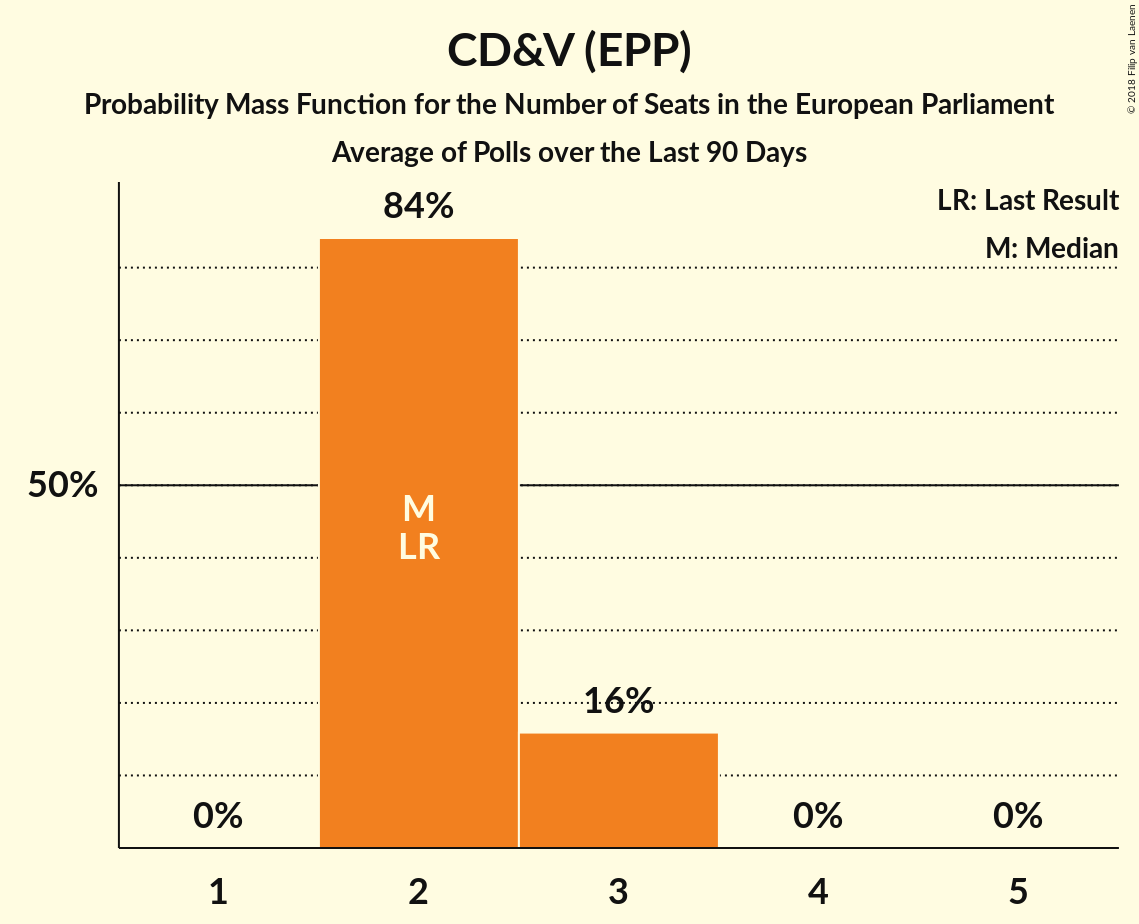 CD&V (EPP)
Probability Mass Function for the Number of Seats in the European Parliament
Average of Polls over the Last 90 Days
© 2018 Filip van Laenen
LR: Last Result
M: Median
84%
50%
M
LR
16%
0%
0%
0%
1
2
3
4
5